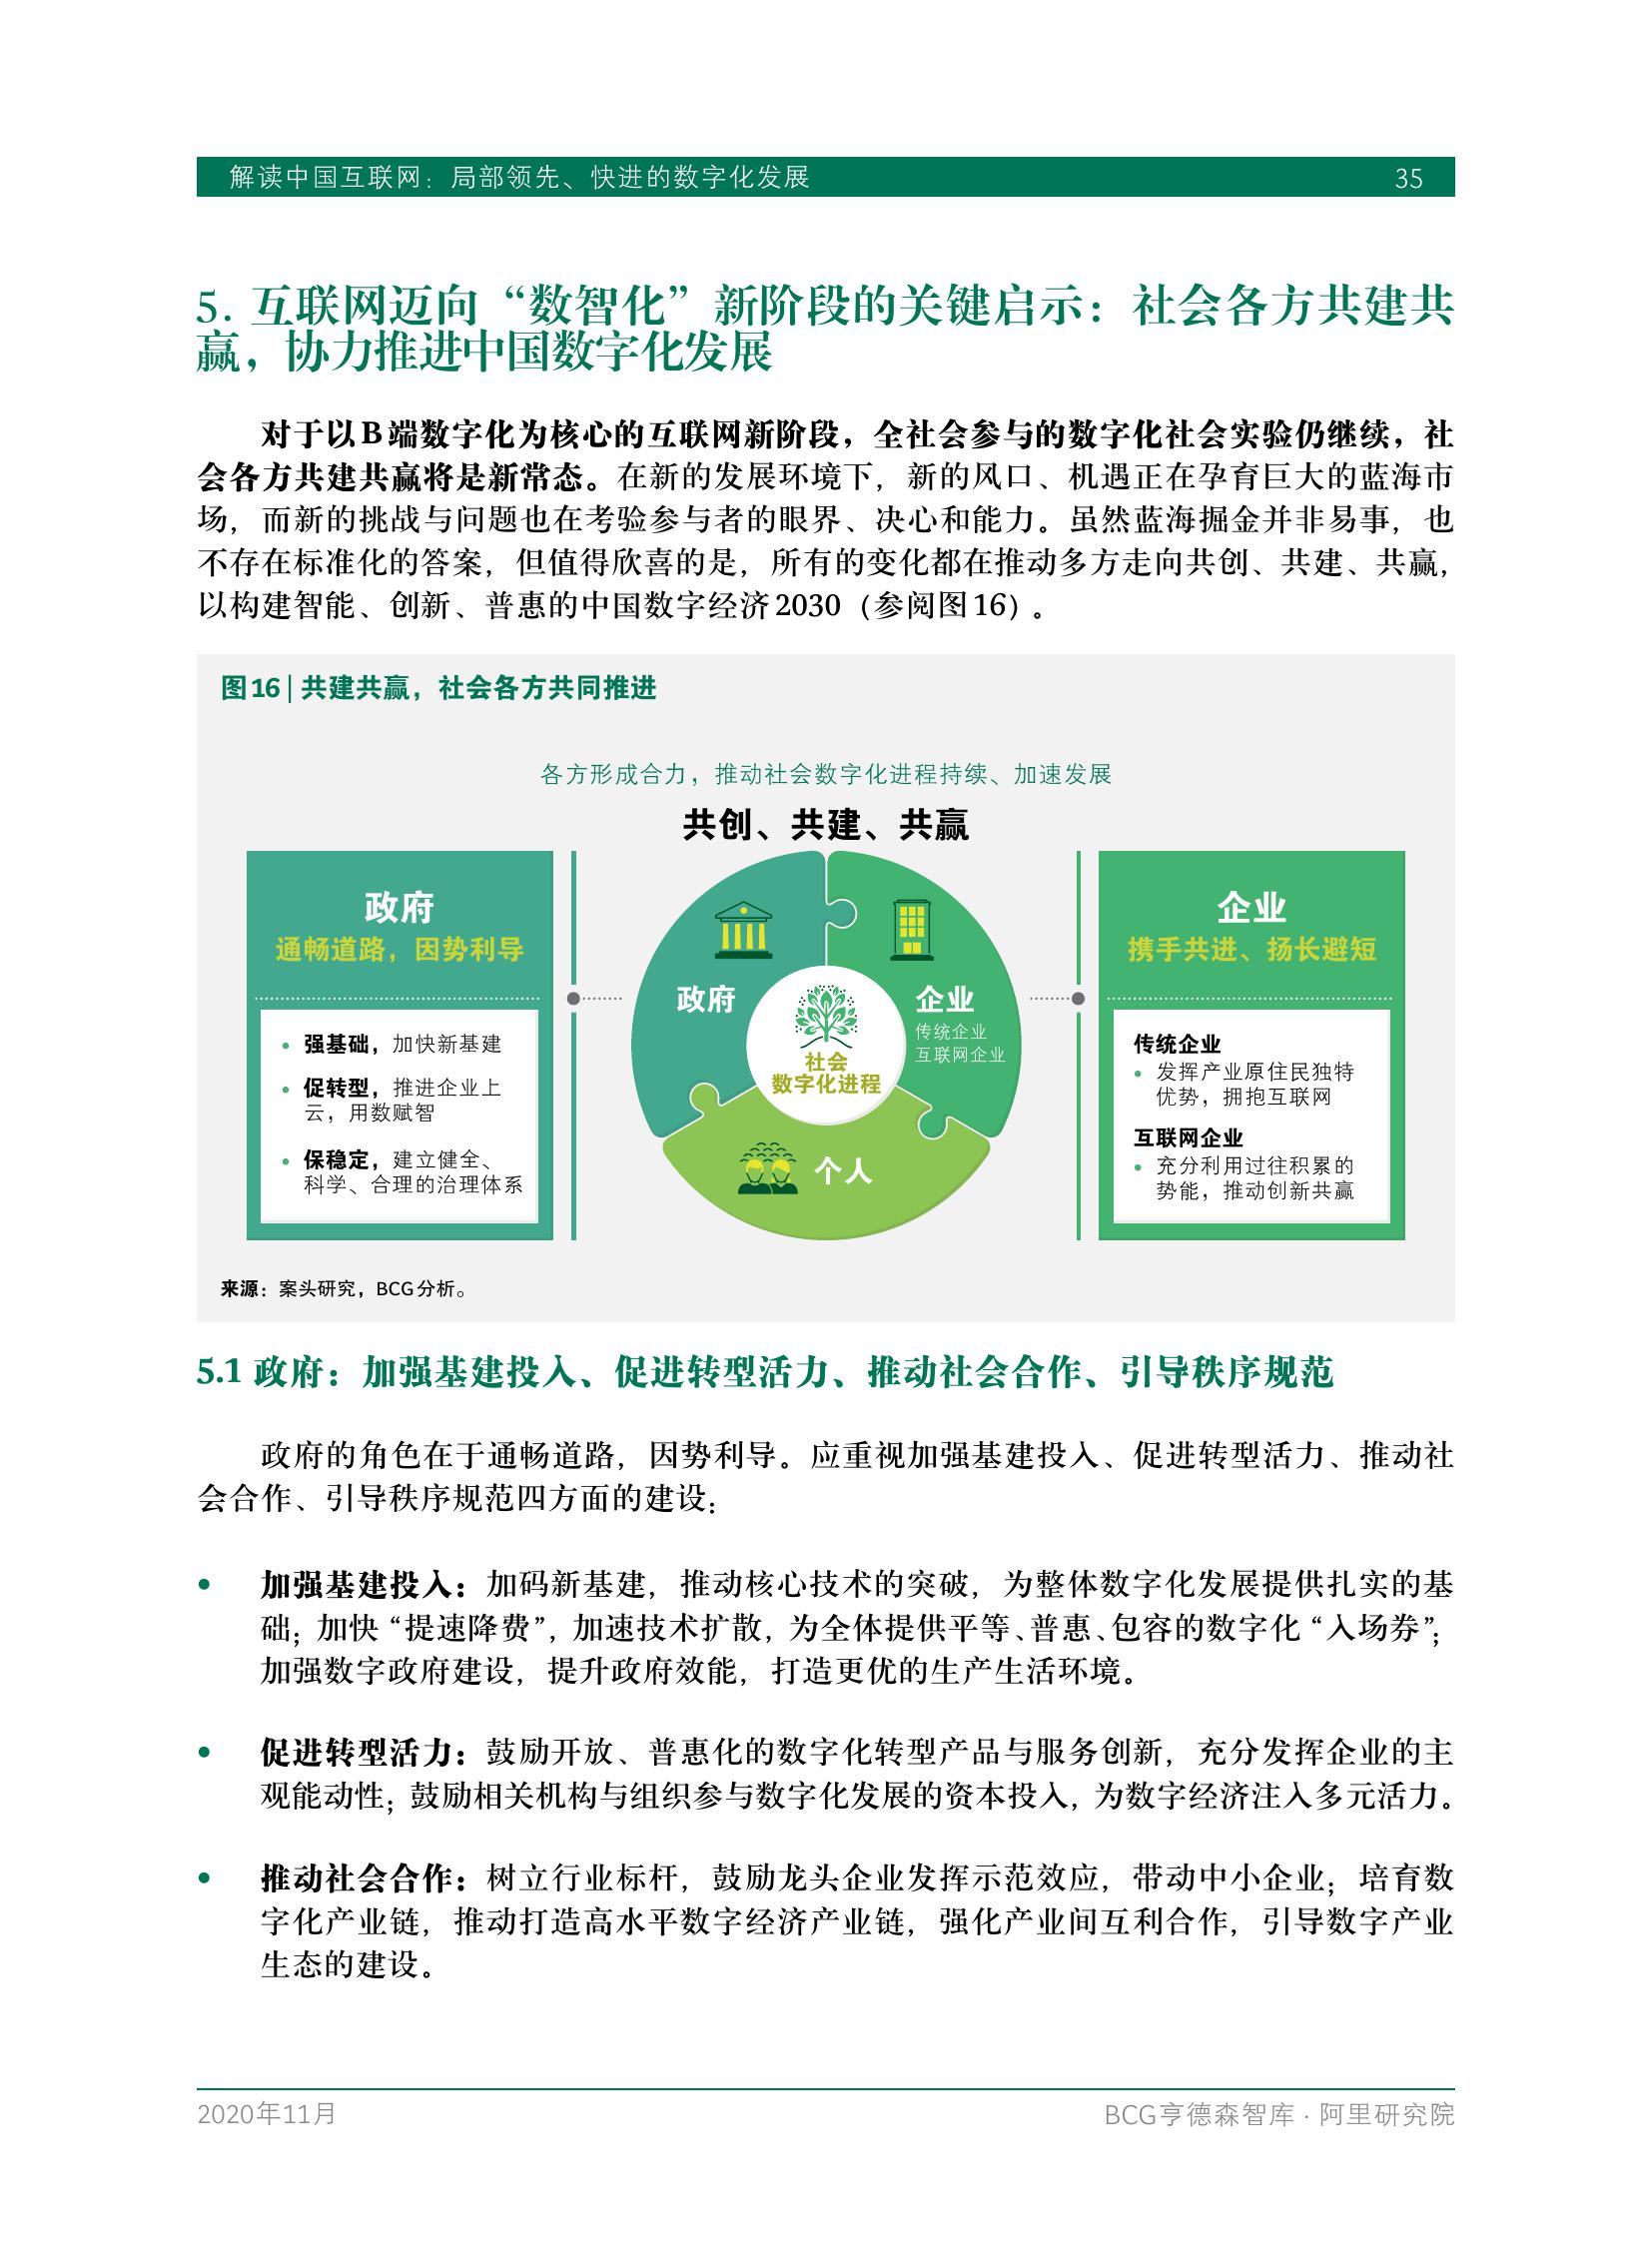 解读中国互联网：局部领先、快进的数字化发展 35
5. 互联网迈向“数智化”新阶段的关键启示：社会各方共建共
赢，协力推进中国数字化发展
对于以B端数字化为核心的互联网新阶段，全社会参与的数字化社会实验仍继续，社
会各方共建共赢将是新常态。在新的发展环境下，新的风口、机遇正在孕育巨大的蓝海市
场，而新的挑战与问题也在考验参与者的眼界、决心和能力。虽然蓝海掘金并非易事，也
不存在标准化的答案，但值得欣喜的是，所有的变化都在推动多方走向共创、共建、共赢，
以构建智能、创新、普惠的中国数字经济2030（参阅图16）。
图16 | 共建共赢，社会各方共同推进
各方形成合力，推动社会数字化进程持续、加速发展
共创、共建、共赢
政府
通畅道路，因势利导
• 强基础，加快新基建
• 促转型，推进企业上
云，用数赋智
• 保稳定，建立健全、
科学、合理的治理体系
政府
企业
传统企业
互联网企业
社会
数字化进程
个人
企业
携手共进、扬长避短
传统企业
• 发挥产业原住民独特
优势，拥抱互联网
互联网企业
• 充分利用过往积累的
势能，推动创新共赢
来源：案头研究，BCG分析。
5.1 政府：加强基建投入、促进转型活力、推动社会合作、引导秩序规范
政府的角色在于通畅道路，因势利导。应重视加强基建投入、促进转型活力、推动社
会合作、引导秩序规范四方面的建设：
• 加强基建投入：加码新基建，推动核心技术的突破，为整体数字化发展提供扎实的基
础；加快“提速降费”，加速技术扩散，为全体提供平等、普惠、包容的数字化“入场券”；
加强数字政府建设，提升政府效能，打造更优的生产生活环境。
• 促进转型活力：鼓励开放、普惠化的数字化转型产品与服务创新，充分发挥企业的主
观能动性；鼓励相关机构与组织参与数字化发展的资本投入，为数字经济注入多元活力。
• 推动社会合作：树立行业标杆，鼓励龙头企业发挥示范效应，带动中小企业；培育数
字化产业链，推动打造高水平数字经济产业链，强化产业间互利合作，引导数字产业
生态的建设。
2020年11月 BCG亨德森智库 · 阿里研究院